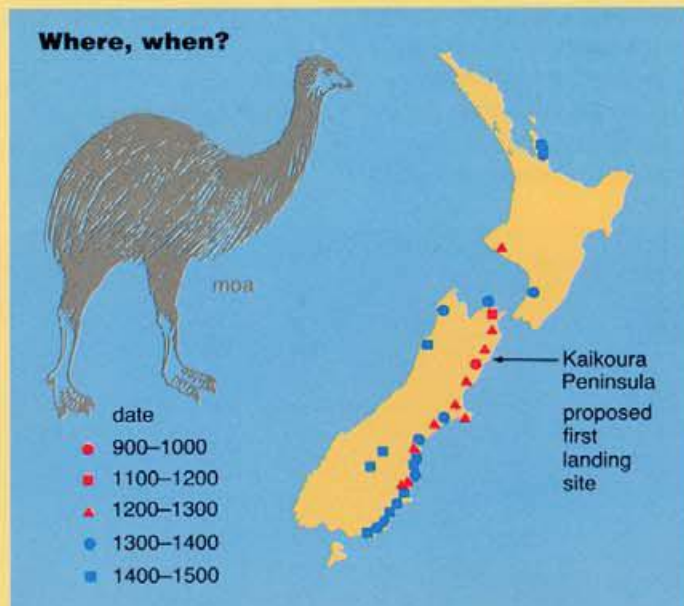 Where, when?
moa
date
900–1000
1100–1200
1200–1300
1300–1400
1400–1500
Kaikoura
Peninsula
proposed
first
landing
site